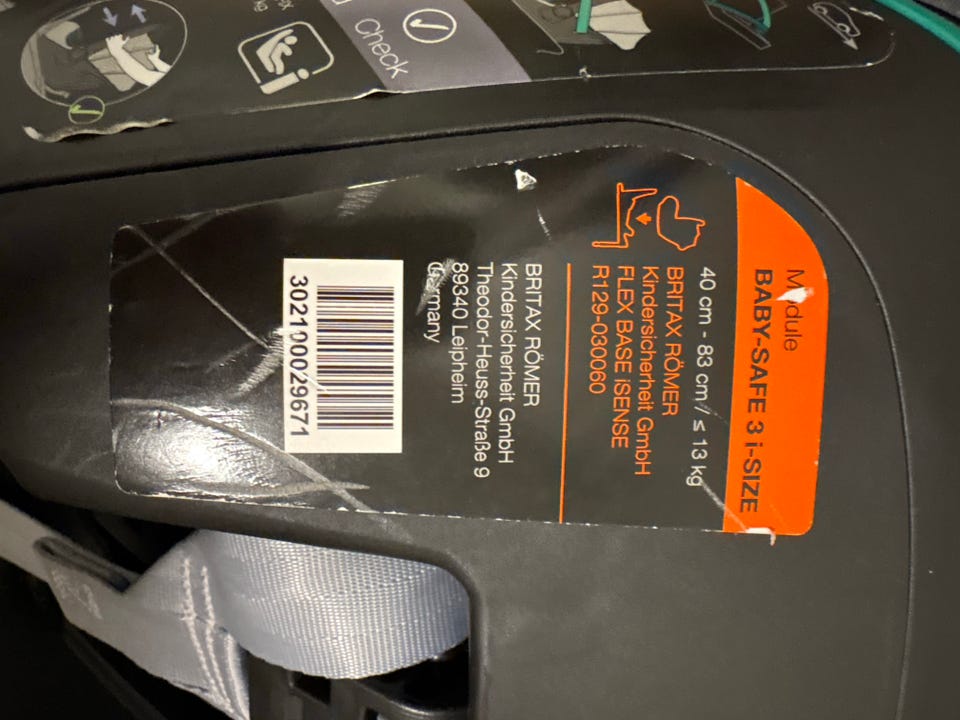 Check
Module
BABY-SAFE 3 i-SIZE
40 cm - 83 cm / ≤ 13 kg
BRITAX RÖMER
Kindersicherheit GmbH
FLEX BASE iSENSE
R129-030060
BRITAX RÖMER
Kindersicherheit GmbH
Theodor-Heuss-Straße 9
89340 Leipheim
Germany
302100029671